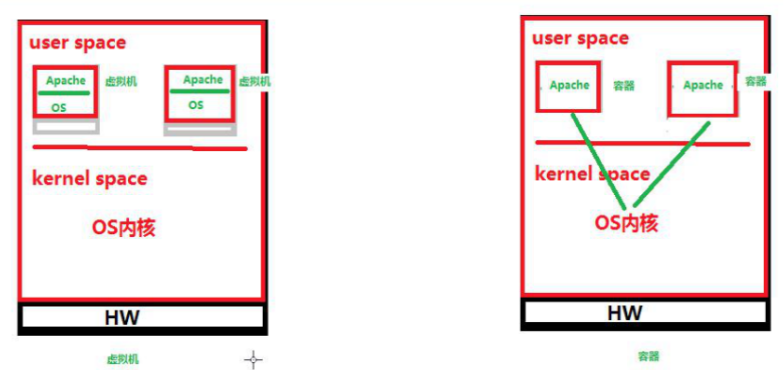 user space
Apache
虚拟机
OS
Apache
虚拟机
OS
kernel space
OS内核
HW
虚拟机
user space
Apache
容器
Apache
容器
kernel space
OS内核
HW
容器